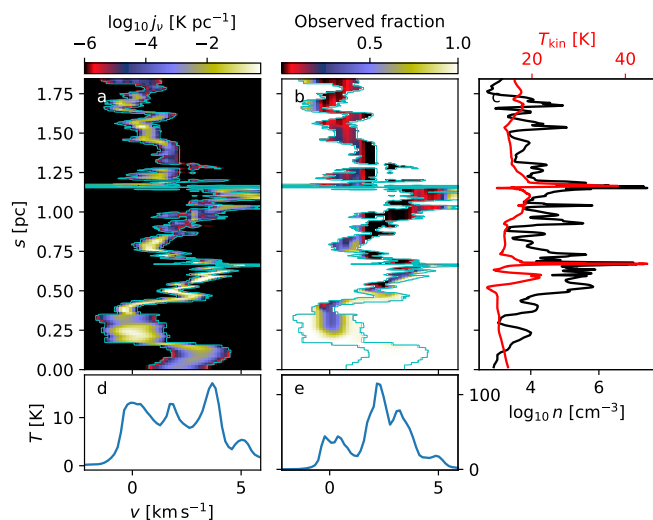 log₁₀ jᵥ [K pc⁻¹]
Observed fraction
−6 −4 −2
0.5 1.0
T_kin [K]
20 40
a
b
c
1.75
1.50
1.25
1.00
0.75
0.50
0.25
0.00
s [pc]
4 6
log₁₀ n [cm⁻³]
d
e
10
0
T [K]
100
0
0 5
0 5
v [km s⁻¹]